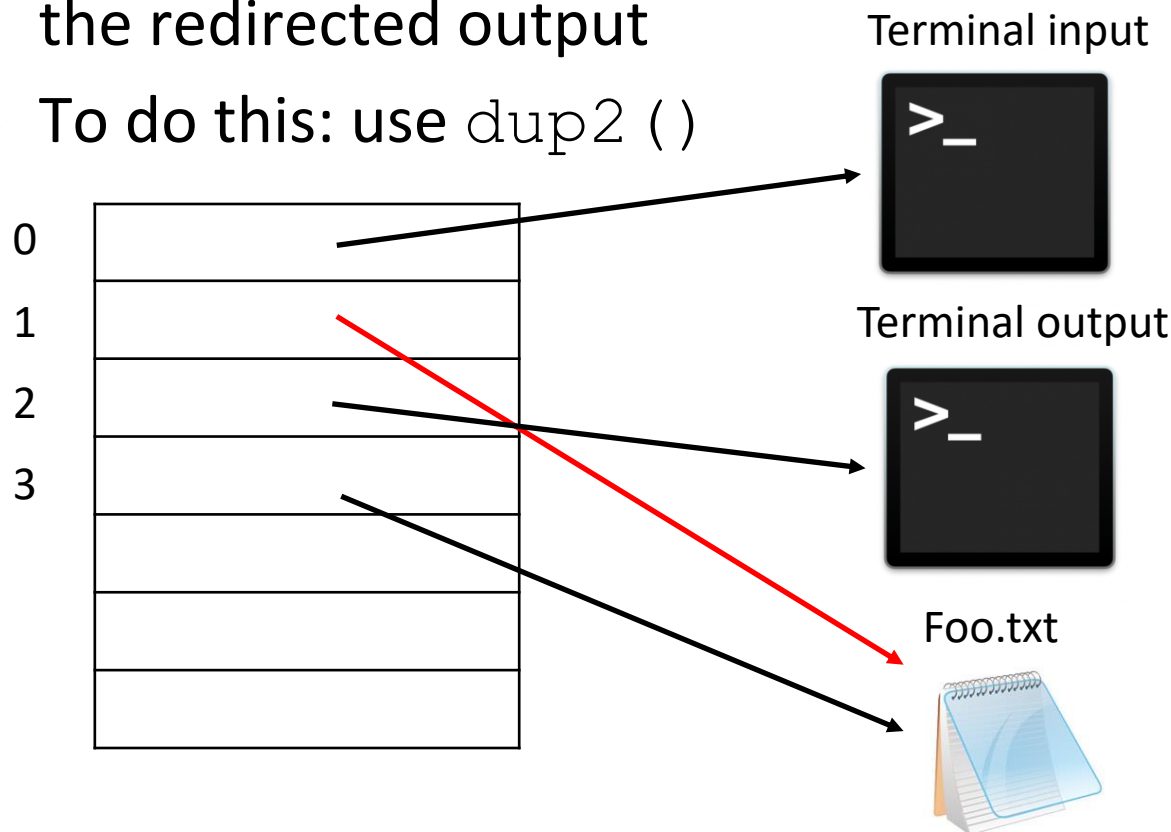 the redirected output
To do this: use dup2()
Terminal input
>_
0
1
2
3
Terminal output
>_
Foo.txt